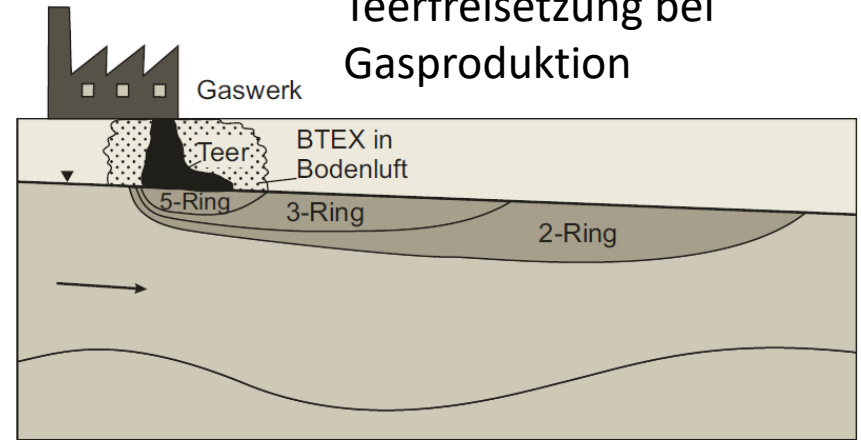 Teerfreisetzung bei
Gasproduktion
Gaswerk
Teer
BTEX in
Bodenluft
5-Ring
3-Ring
2-Ring